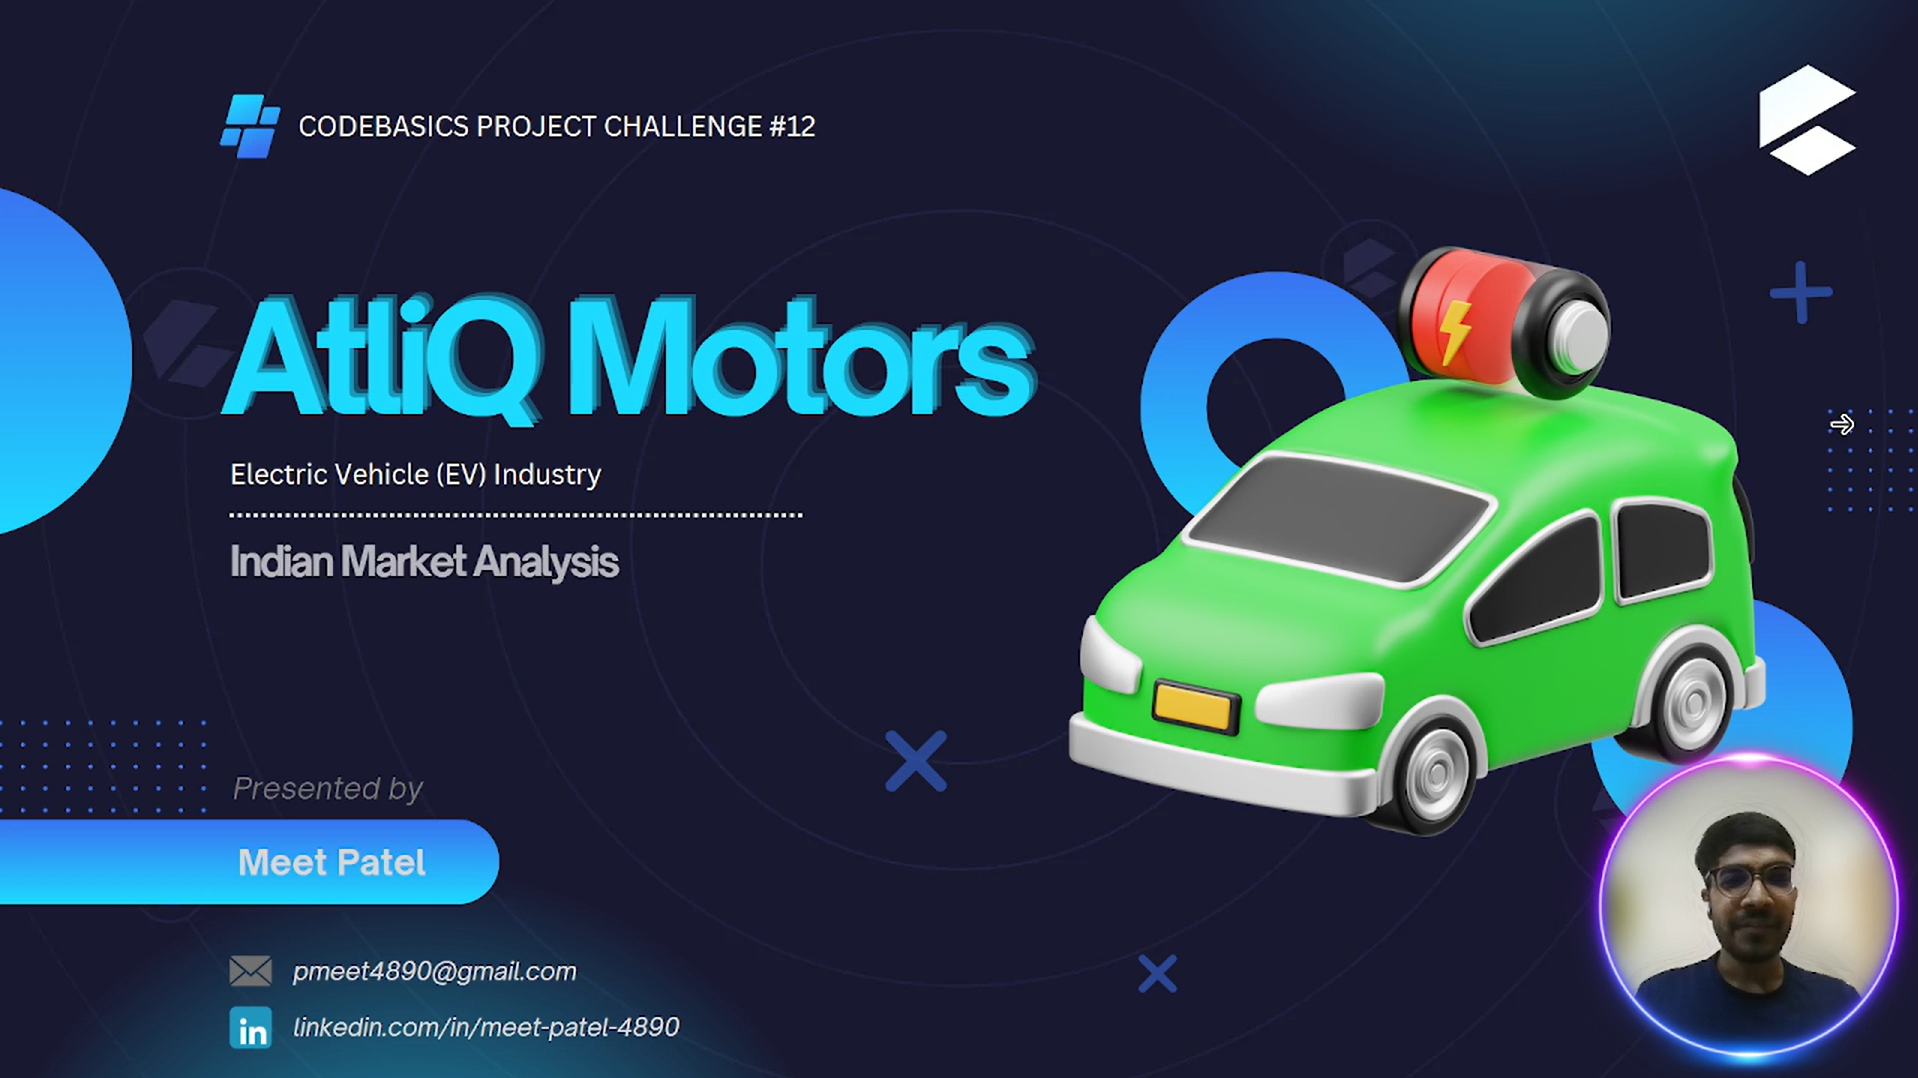 CODEBASICS PROJECT CHALLENGE #12
AtliQ Motors
Electric Vehicle (EV) Industry
Indian Market Analysis
Presented by
Meet Patel
pmeet4890@gmail.com
in
linkedin.com/in/meet-patel-4890